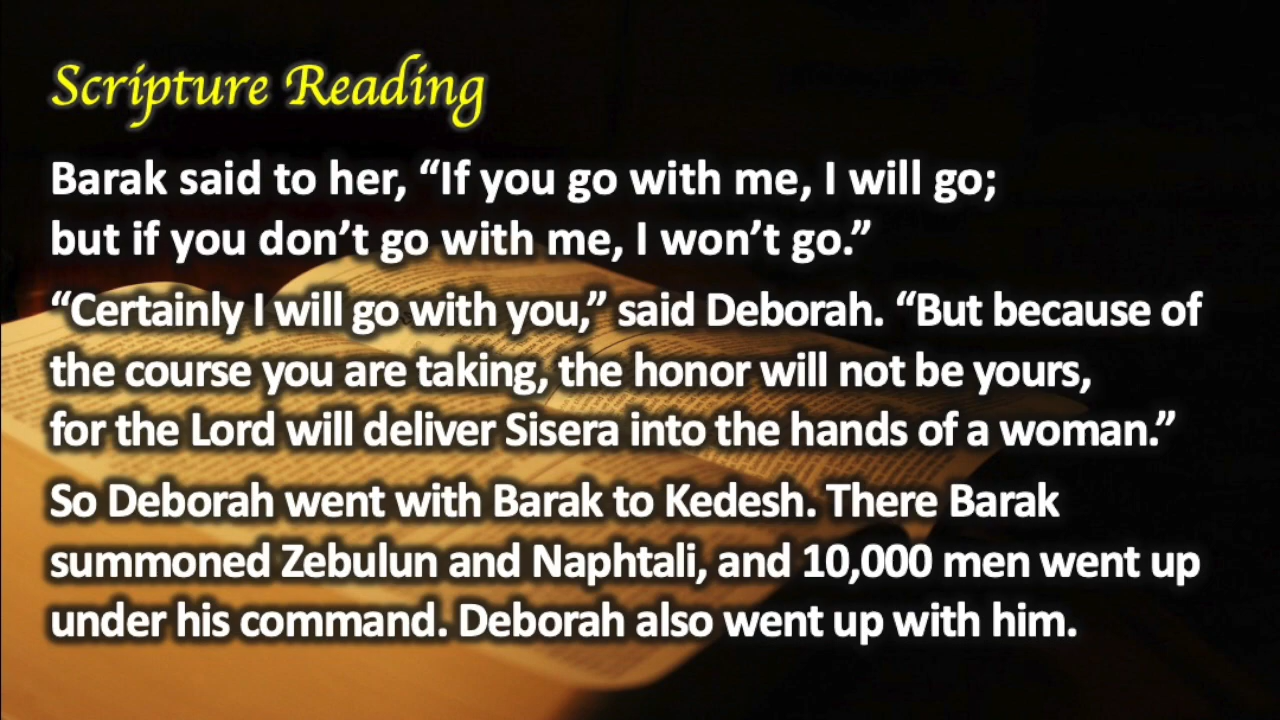 Scripture Reading
Barak said to her, “If you go with me, I will go;
but if you don’t go with me, I won’t go.”
“Certainly I will go with you,” said Deborah. “But because of
the course you are taking, the honor will not be yours,
for the Lord will deliver Sisera into the hands of a woman.”
So Deborah went with Barak to Kedesh. There Barak
summoned Zebulun and Naphtali, and 10,000 men went up
under his command. Deborah also went up with him.